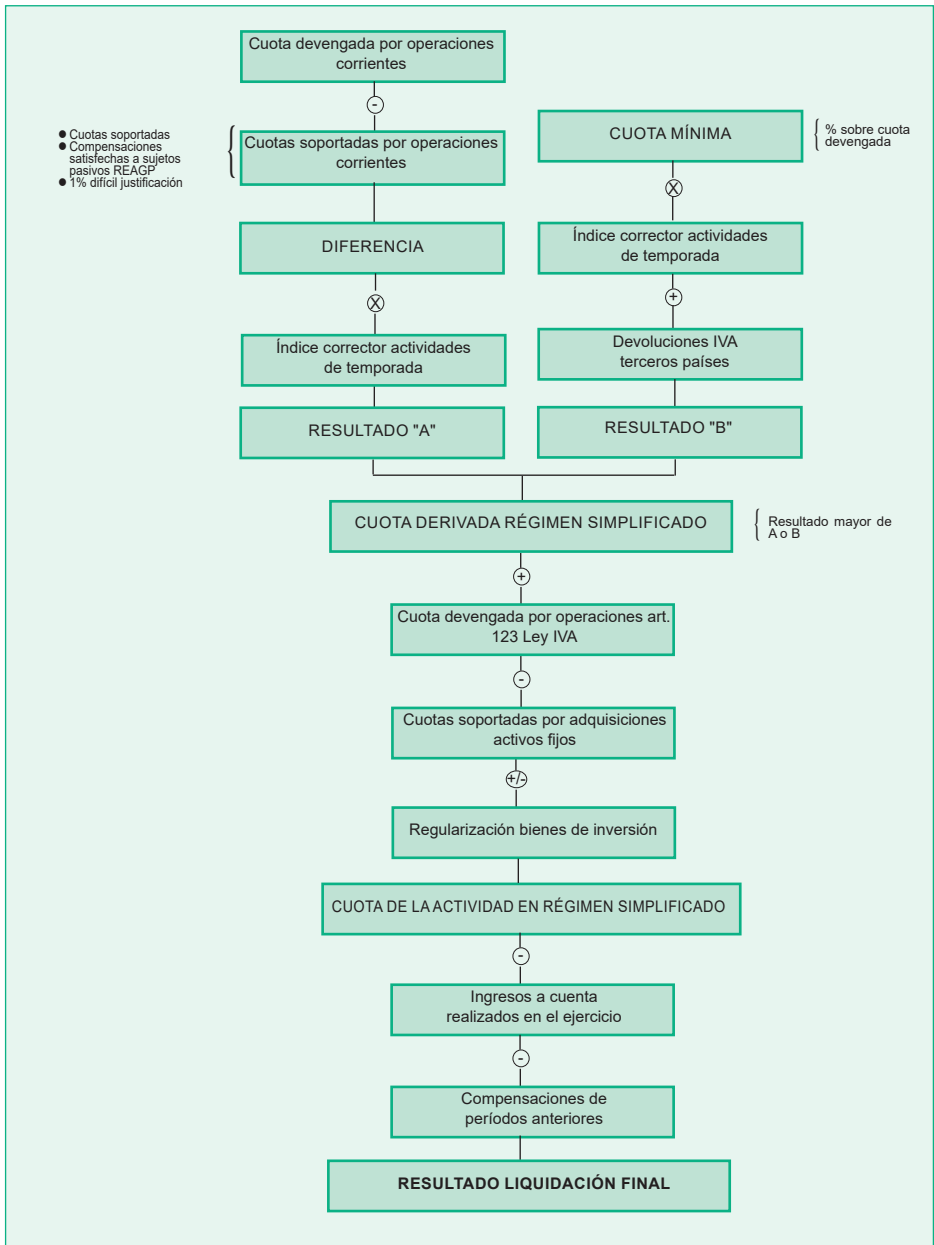 Cuota devengada por operaciones
corrientes
-
● Cuotas soportadas
● Compensaciones
satisfechas a sujetos
pasivos REAGP
● 1% difícil justificación
Cuotas soportadas por operaciones
corrientes
CUOTA MÍNIMA
% sobre cuota
devengada
X
DIFERENCIA
Índice corrector actividades
de temporada
X
+
Índice corrector actividades
de temporada
Devoluciones IVA
terceros países
RESULTADO "A"
RESULTADO "B"
CUOTA DERIVADA RÉGIMEN SIMPLIFICADO
Resultado mayor de
A o B
+
Cuota devengada por operaciones art.
123 Ley IVA
-
Cuotas soportadas por adquisiciones
activos fijos
+/-
Regularización bienes de inversión
CUOTA DE LA ACTIVIDAD EN RÉGIMEN SIMPLIFICADO
-
Ingresos a cuenta
realizados en el ejercicio
-
Compensaciones de
períodos anteriores
RESULTADO LIQUIDACIÓN FINAL